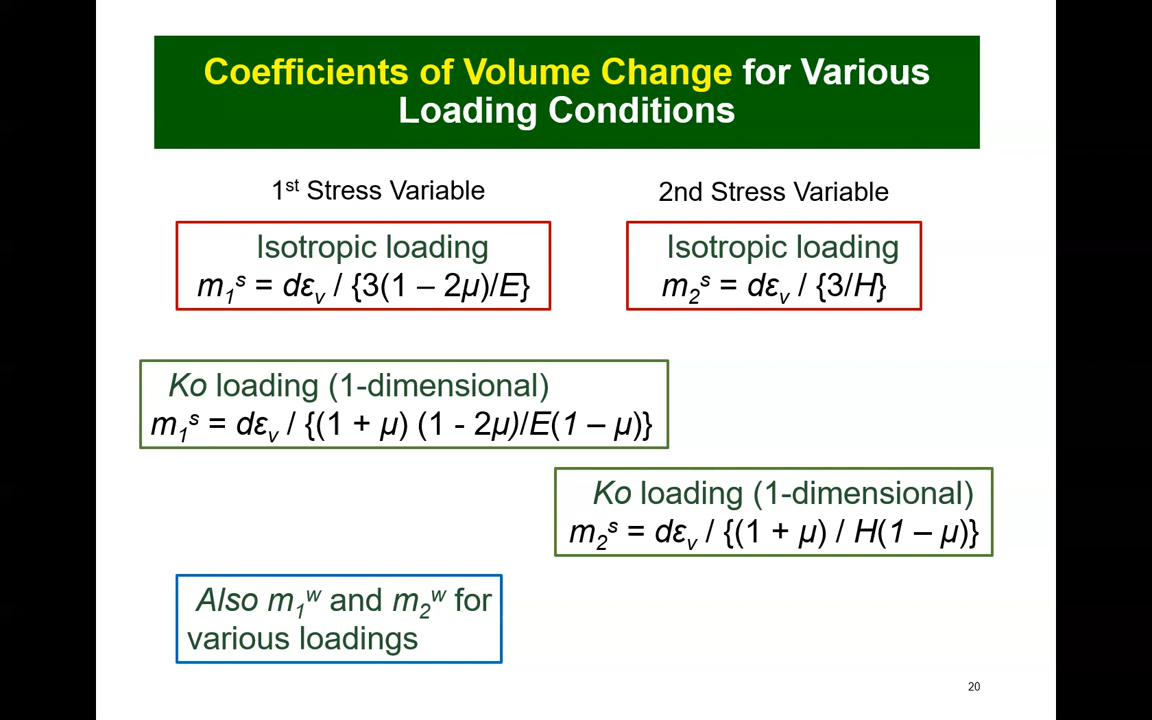 Coefficients of Volume Change for Various
Loading Conditions
1st Stress Variable
2nd Stress Variable
Isotropic loading
m₁ˢ = dεᵥ / {3(1 – 2μ)/E}
Isotropic loading
m₂ˢ = dεᵥ / {3/H}
Ko loading (1-dimensional)
m₁ˢ = dεᵥ / {(1 + μ) (1 - 2μ)/E(1 – μ)}
Ko loading (1-dimensional)
m₂ˢ = dεᵥ / {(1 + μ) / H(1 – μ)}
Also m₁ʷ and m₂ʷ for
various loadings
20